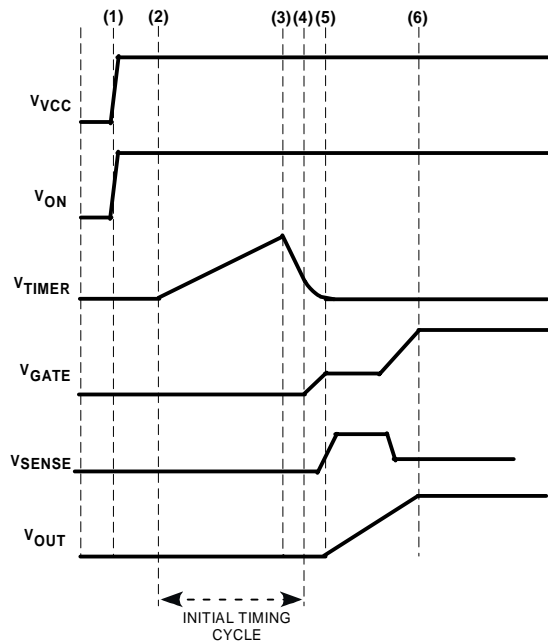 (1) (2) (3) (4) (5) (6)
VVCC
VON
VTIMER
VGATE
VSENSE
VOUT
INITIAL TIMING
CYCLE